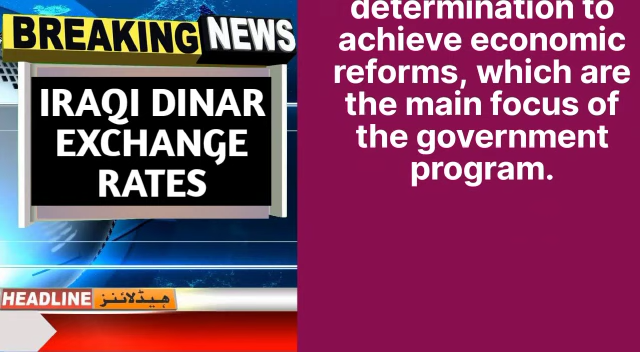 BREAKING NEWS
IRAQI DINAR
EXCHANGE
RATES
HEADLINE ہیڈلائنز
determination to
achieve economic
reforms, which are
the main focus of
the government
program.